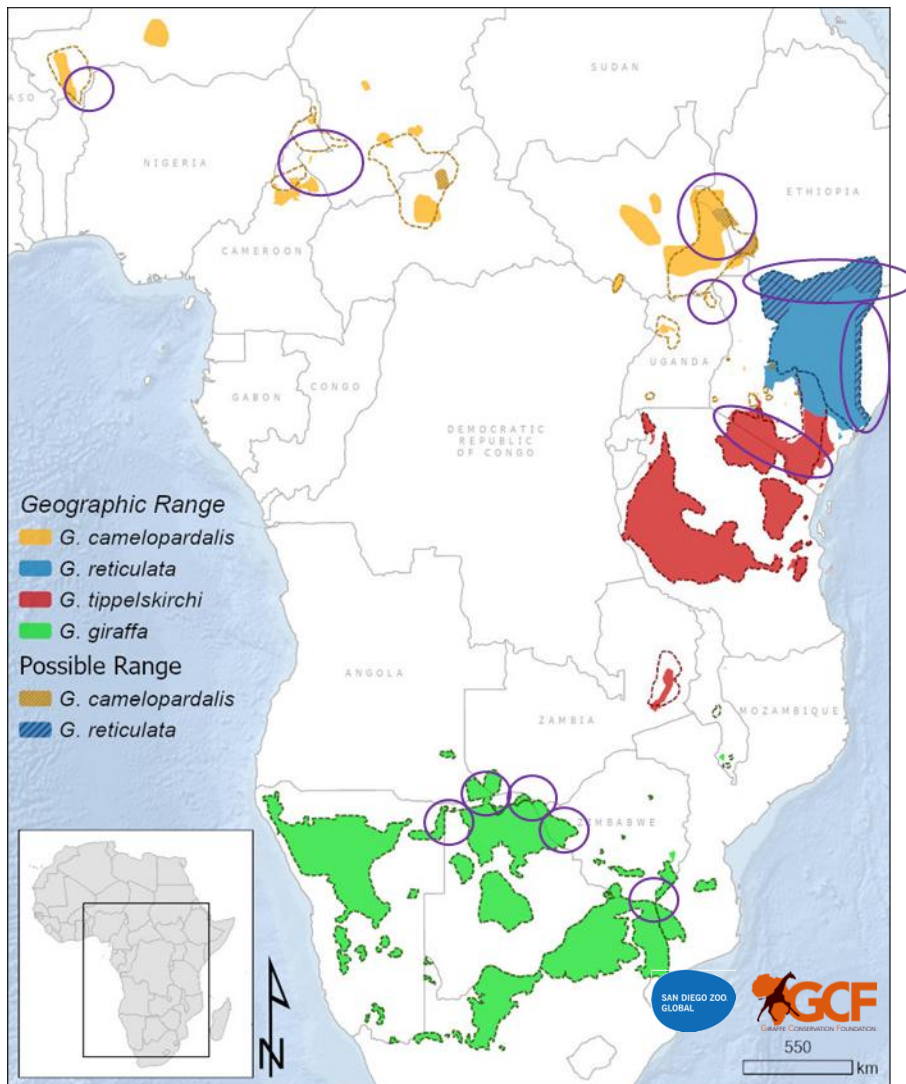 SUDAN
ASO
NIGERIA
ETHIOPIA
CAMEROON
UGANDA
GABON
CONGO
DEMOCRATIC
REPUBLIC
OF CONGO
Geographic Range
G. camelopardalis
G. reticulata
G. tippelskirchi
G. giraffa
Possible Range
G. camelopardalis
G. reticulata
ANGOLA
ZAMBIA
MOZAMBIQUE
ZIMBABWE
N
SAN DIEGO ZOO
GLOBAL
GCF
GIRAFFE CONSERVATION FOUNDATION
550
km